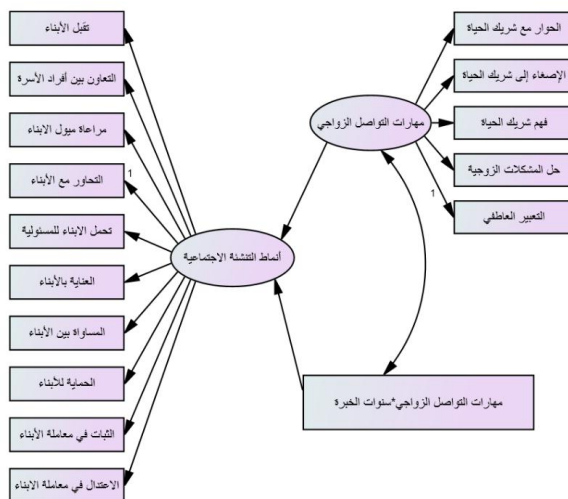 الحوار مع شريك الحياة
الإصغاء إلى شريك الحياة
فهم شريك الحياة
حل المشكلات الزوجية
التعبير العاطفي
1
مهارات التواصل الزواجي
مهارات التواصل الزواجي*سنوات الخبرة
أنماط التنشئة الاجتماعية
تقبل الأبناء
التعاون بين أفراد الأسرة
مراعاة ميول الابناء
التحاور مع الأبناء
1
تحمل الابناء للمسئولية
العناية بالأبناء
المساواة بين الأبناء
الحماية للأبناء
الثبات في معاملة الأبناء
الاعتدال في معاملة الابناء